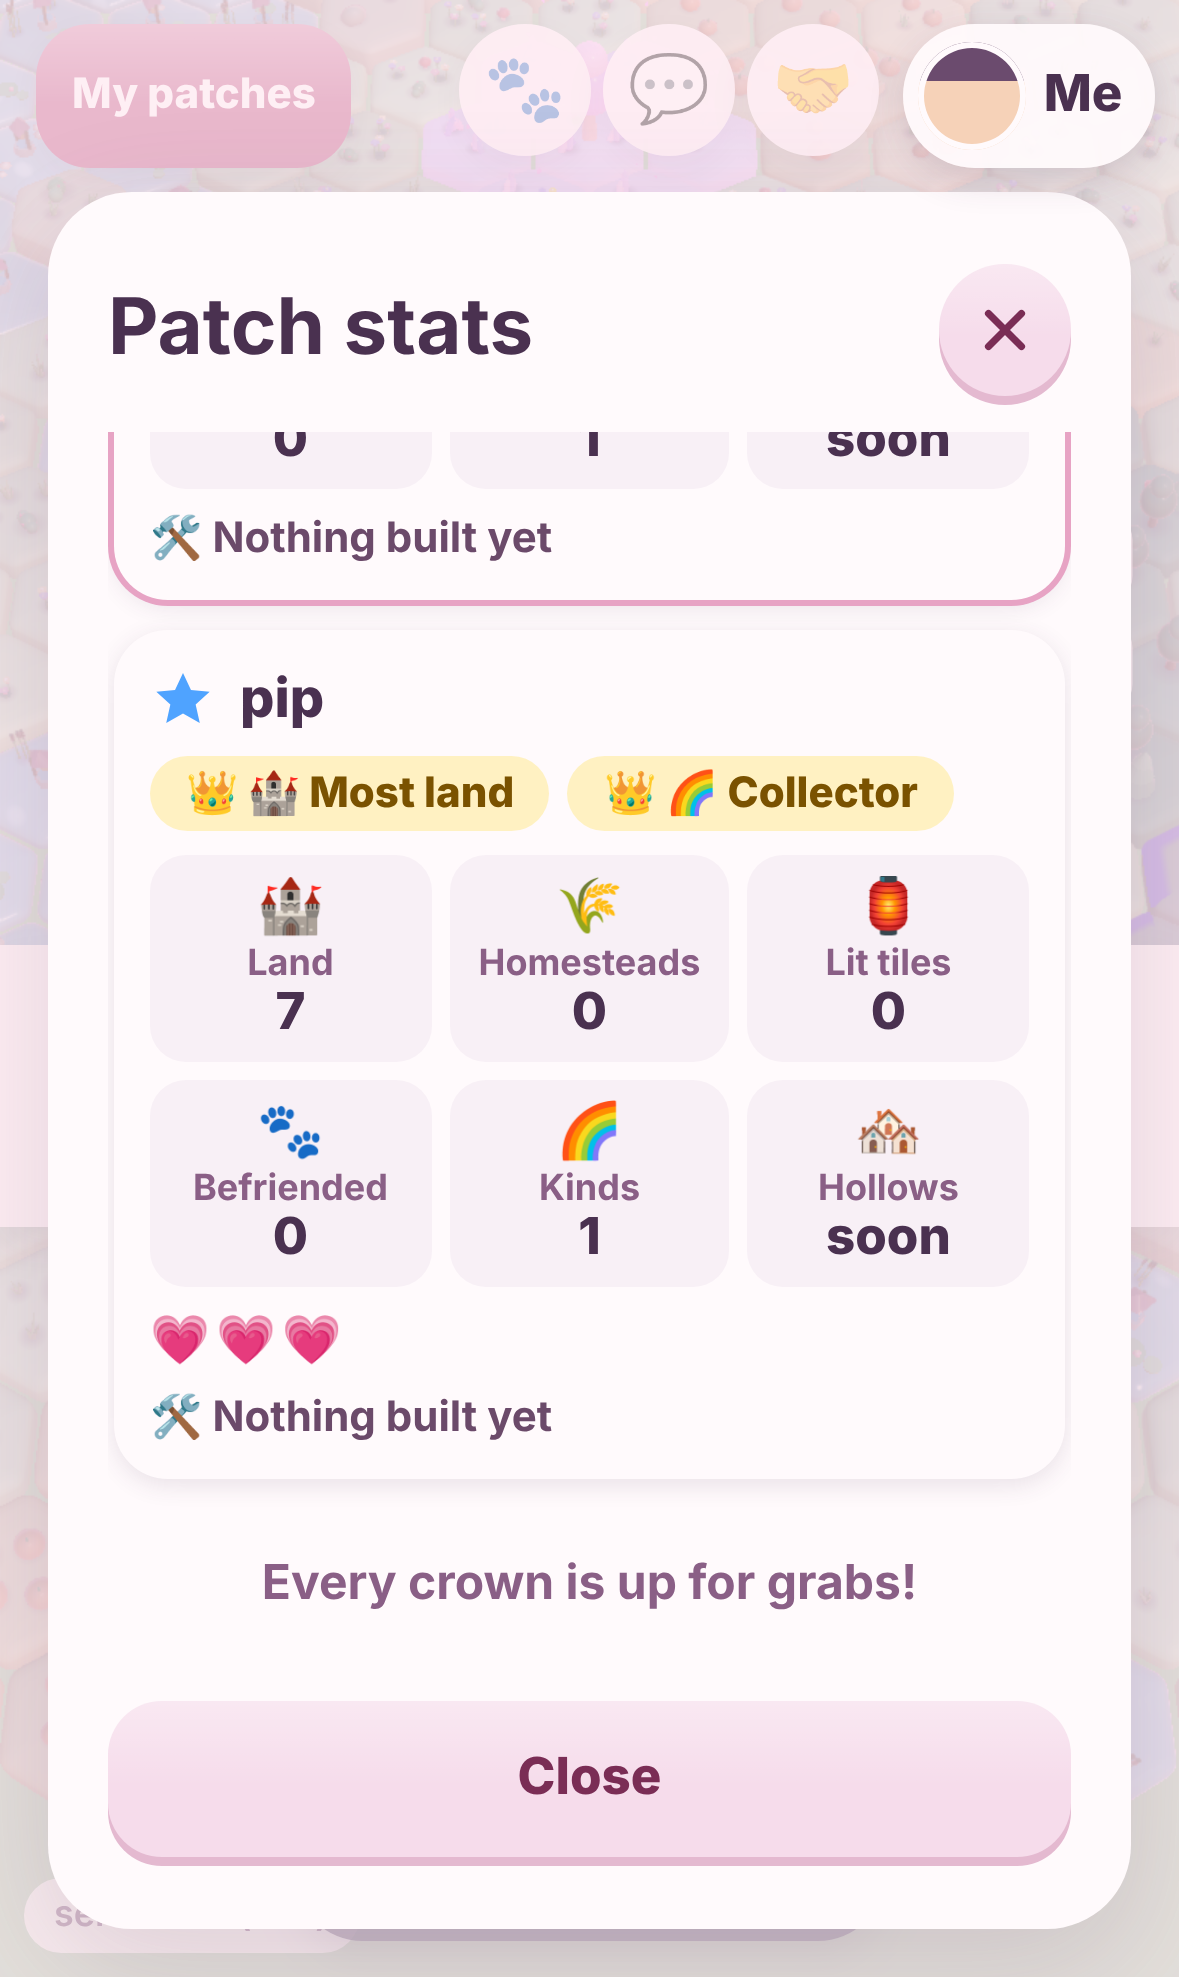 My patches
Me
Patch stats
0 1 soon
Nothing built yet
pip
Most land Collector
Land Homesteads Lit tiles
7 0 0
Befriended Kinds Hollows
0 1 soon
Nothing built yet
Every crown is up for grabs!
Close